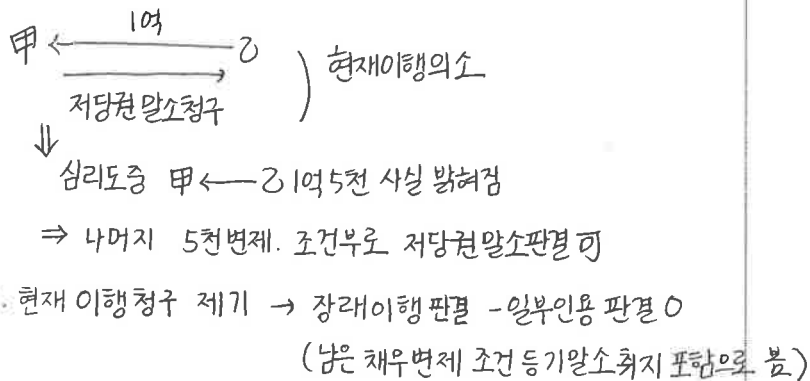 1억
甲 ← 乙
저당권 말소청구
) 현재이행의소
⇓
심리도중 甲 ← 乙 1억5천 사실 밝혀짐
⇒ 나머지 5천변제. 조건부로 저당권말소판결 可
현재 이행청구 제기 → 장래이행 판결 - 일부인용 판결 O
(남은 채우변제 조건 등기말소취지 포함으로 봄)